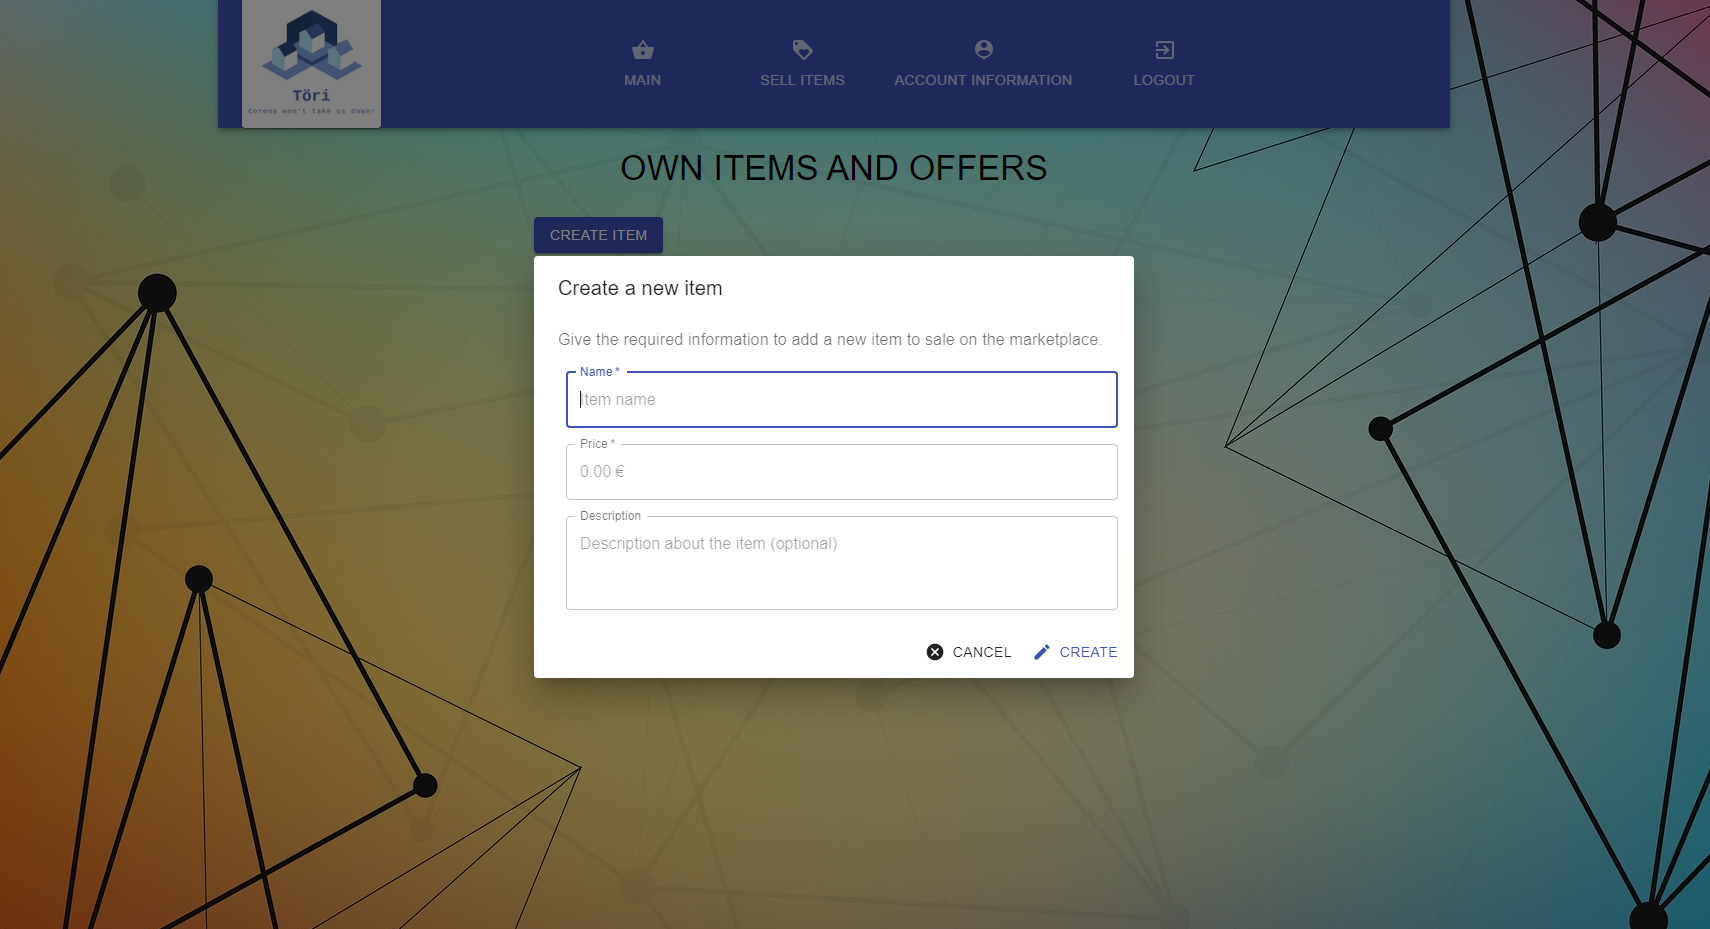 Töri
Corona won't take us down!
MAIN
SELL ITEMS
ACCOUNT INFORMATION
LOGOUT
OWN ITEMS AND OFFERS
CREATE ITEM
Create a new item
Give the required information to add a new item to sale on the marketplace.
Name *
Item name
Price *
0.00 €
Description
Description about the item (optional)
CANCEL
CREATE